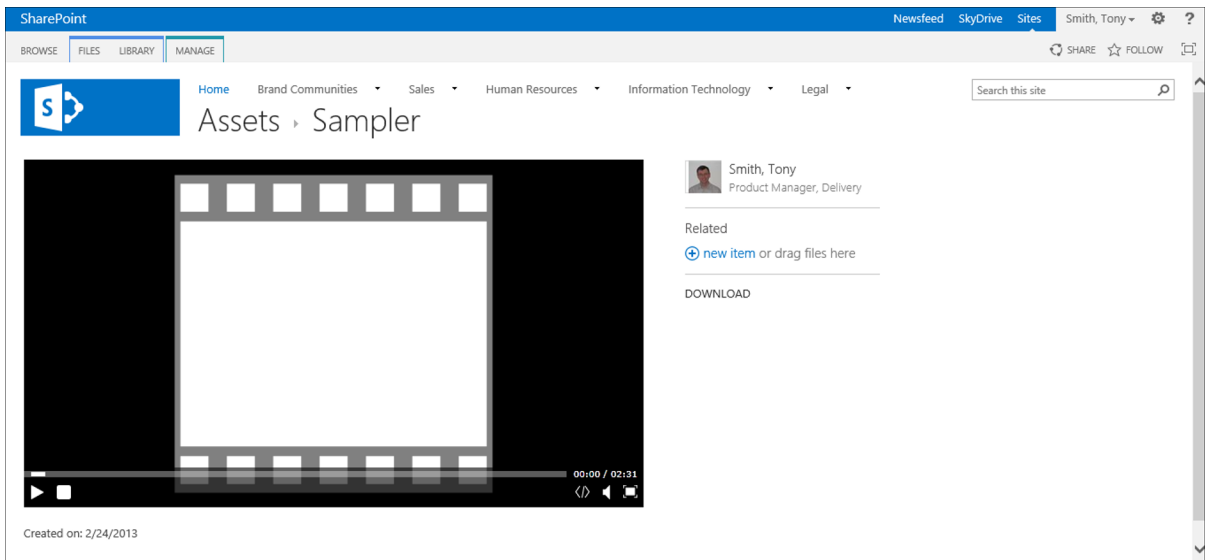 SharePoint Newsfeed SkyDrive Sites Smith, Tony ?
BROWSE FILES LIBRARY MANAGE SHARE FOLLOW
S
Home Brand Communities Sales Human Resources Information Technology Legal Search this site
Assets Sampler
Smith, Tony
Product Manager, Delivery
Related
new item or drag files here
DOWNLOAD
00:00 / 02:31
</>
Created on: 2/24/2013